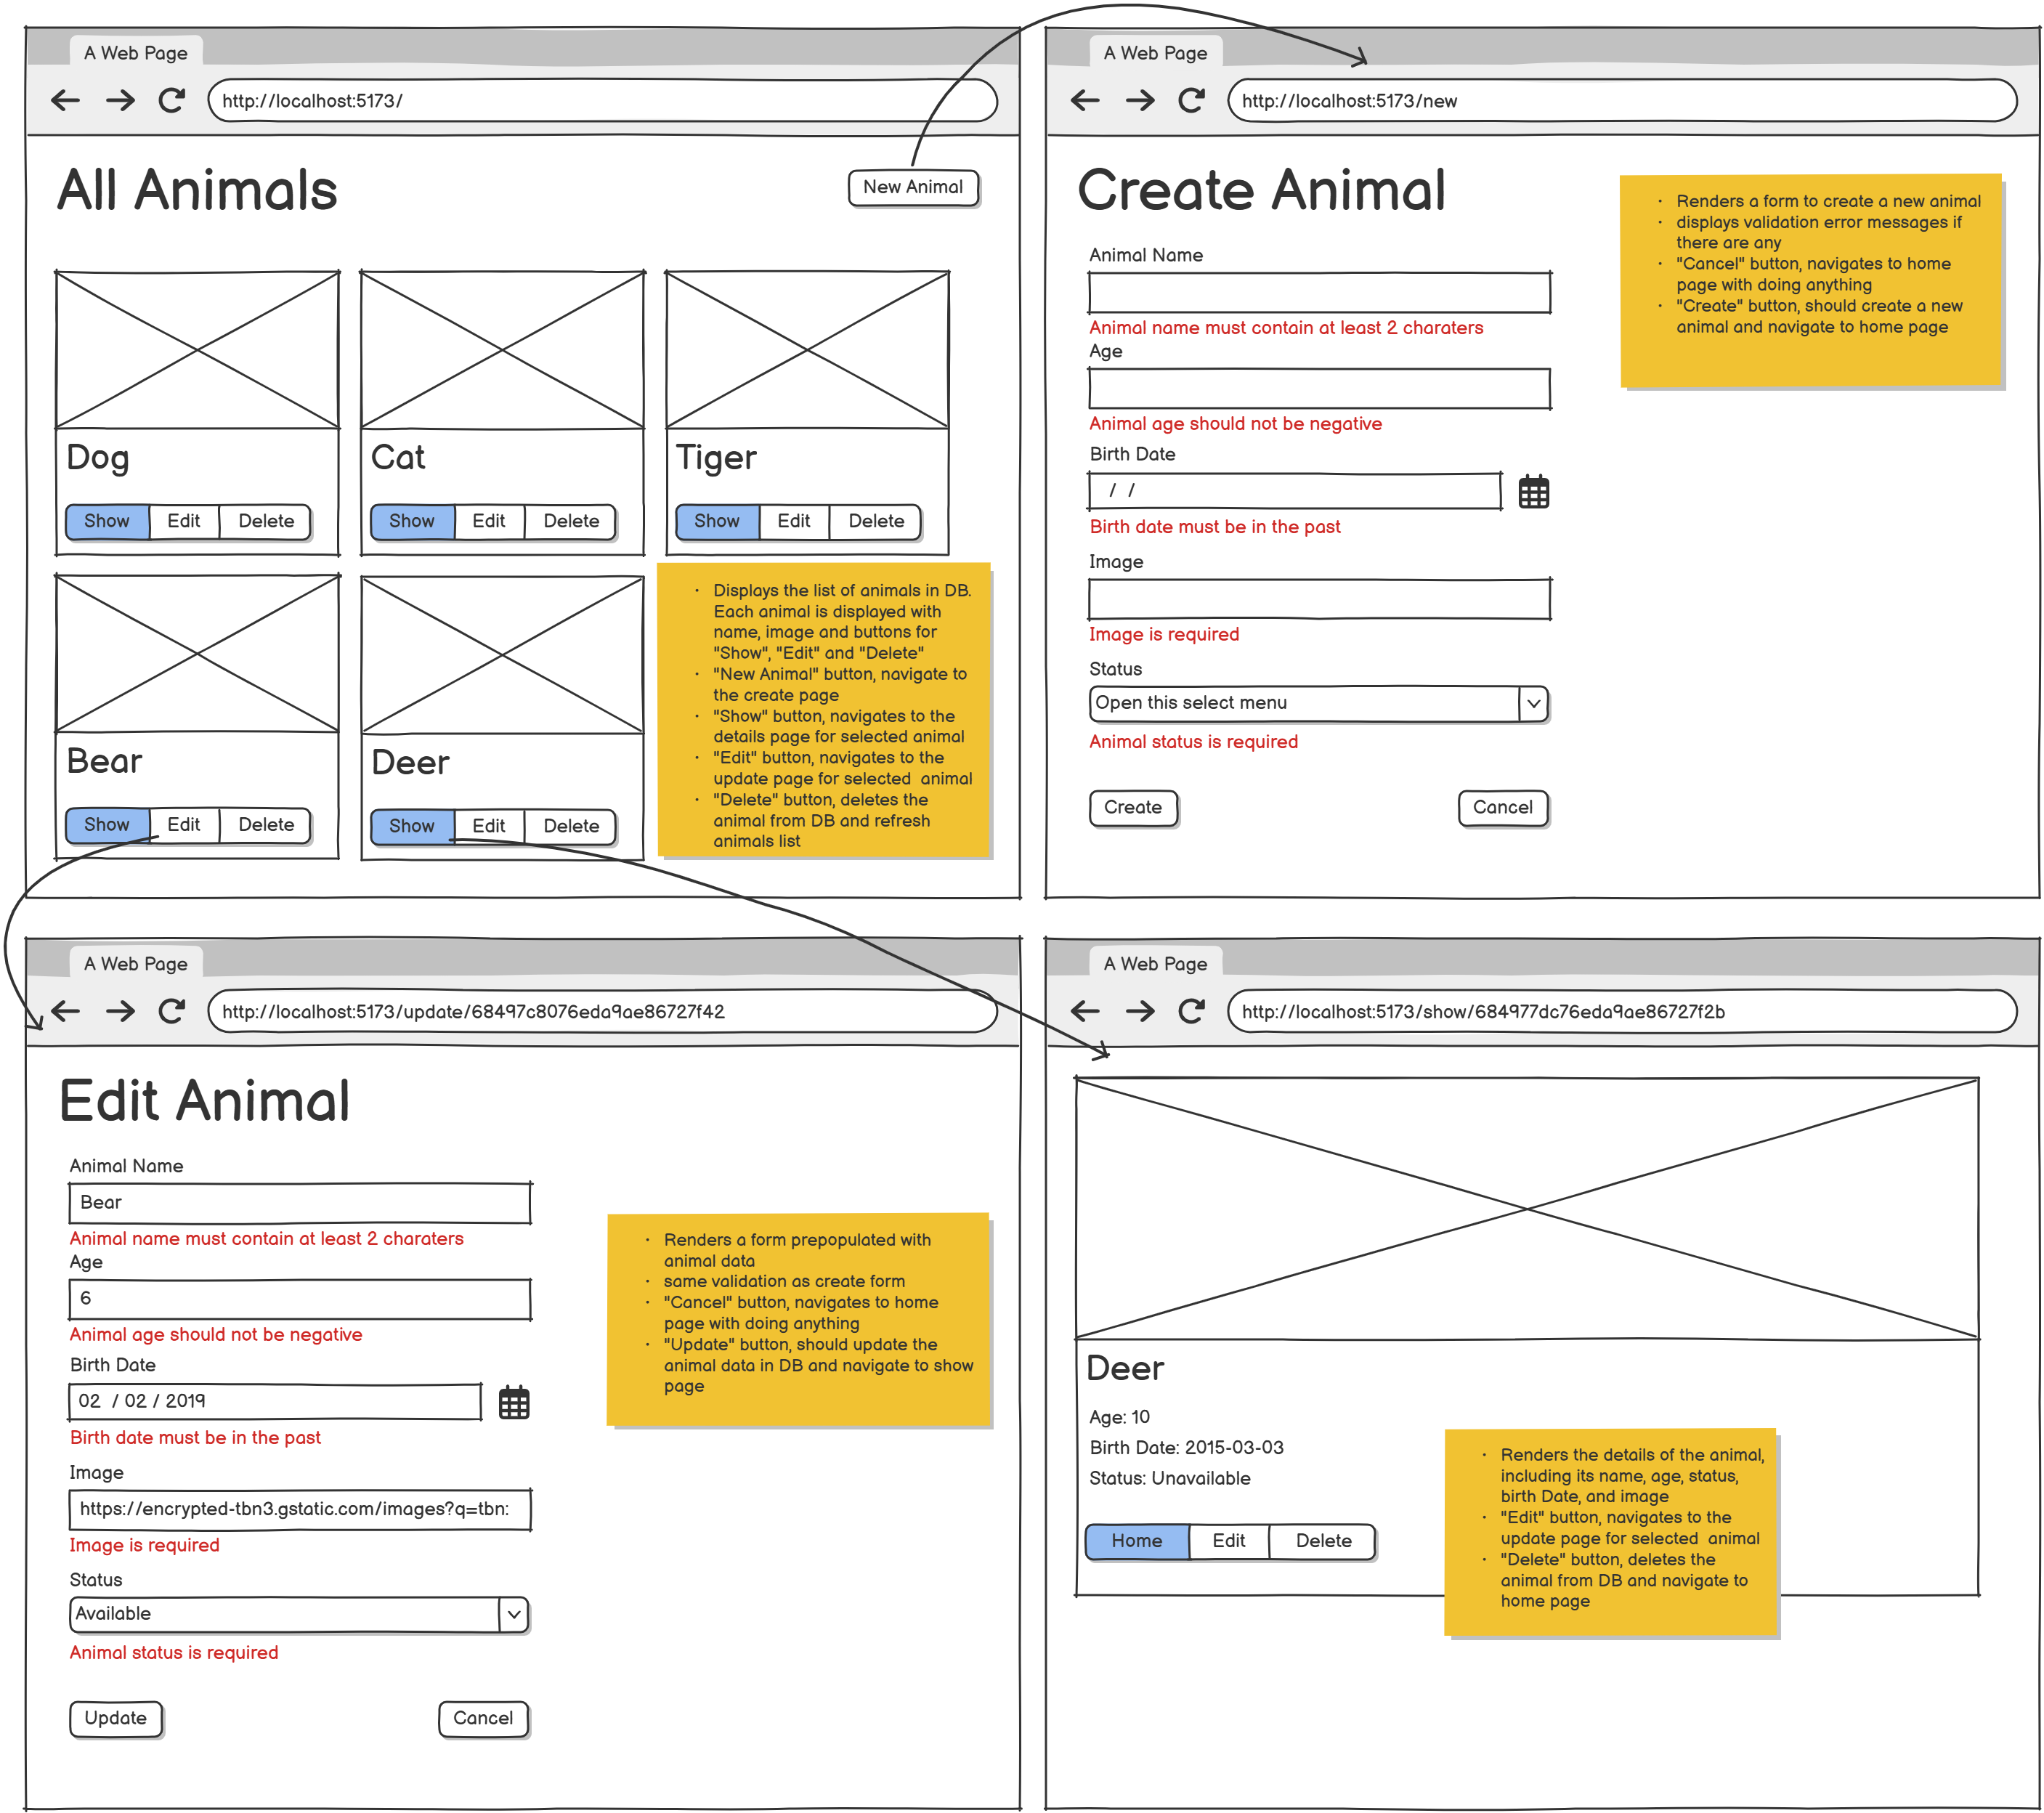 A Web Page
http://localhost:5173/
All Animals
New Animal
Dog
Show Edit Delete
Cat
Show Edit Delete
Tiger
Show Edit Delete
Bear
Show Edit Delete
Deer
Show Edit Delete
• Displays the list of animals in DB.
Each animal is displayed with
name, image and buttons for
"Show", "Edit" and "Delete"
• "New Animal" button, navigate to
the create page
• "Show" button, navigates to the
details page for selected animal
• "Edit" button, navigates to the
update page for selected animal
• "Delete" button, deletes the
animal from DB and refresh
animals list
A Web Page
http://localhost:5173/new
Create Animal
Animal Name
Animal name must contain at least 2 charaters
Age
Animal age should not be negative
Birth Date
/ /
Birth date must be in the past
Image
Image is required
Status
Open this select menu
Animal status is required
Create
Cancel
• Renders a form to create a new animal
• displays validation error messages if
there are any
• "Cancel" button, navigates to home
page with doing anything
• "Create" button, should create a new
animal and navigate to home page
A Web Page
http://localhost:5173/update/68497c8076eda9ae86727f42
Edit Animal
Animal Name
Bear
Animal name must contain at least 2 charaters
Age
6
Animal age should not be negative
Birth Date
02 / 02 / 2019
Birth date must be in the past
Image
https://encrypted-tbn3.gstatic.com/images?q=tbn:
Image is required
Status
Available
Animal status is required
Update
Cancel
• Renders a form prepopulated with
animal data
• same validation as create form
• "Cancel" button, navigates to home
page with doing anything
• "Update" button, should update the
animal data in DB and navigate to show
page
A Web Page
http://localhost:5173/show/684977dc76eda9ae86727f2b
Deer
Age: 10
Birth Date: 2015-03-03
Status: Unavailable
Home Edit Delete
• Renders the details of the animal,
including its name, age, status,
birth Date, and image
• "Edit" button, navigates to the
update page for selected animal
• "Delete" button, deletes the
animal from DB and navigate to
home page